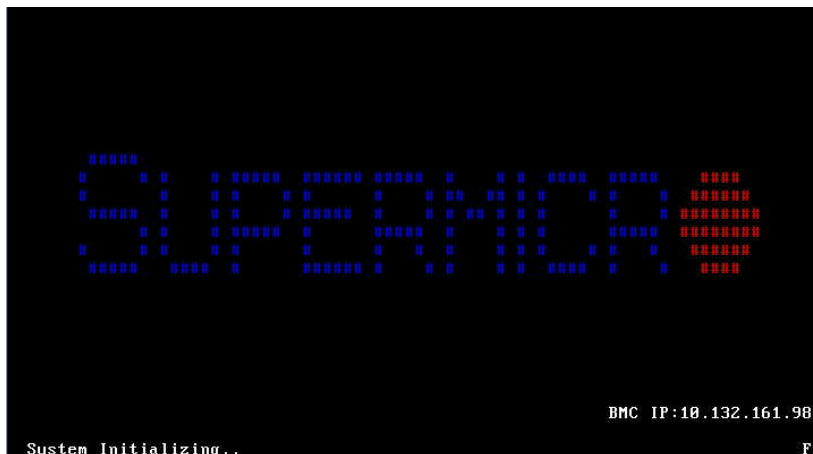 SUPERMICRO
BMC IP:10.132.161.98
System Initializing..
F